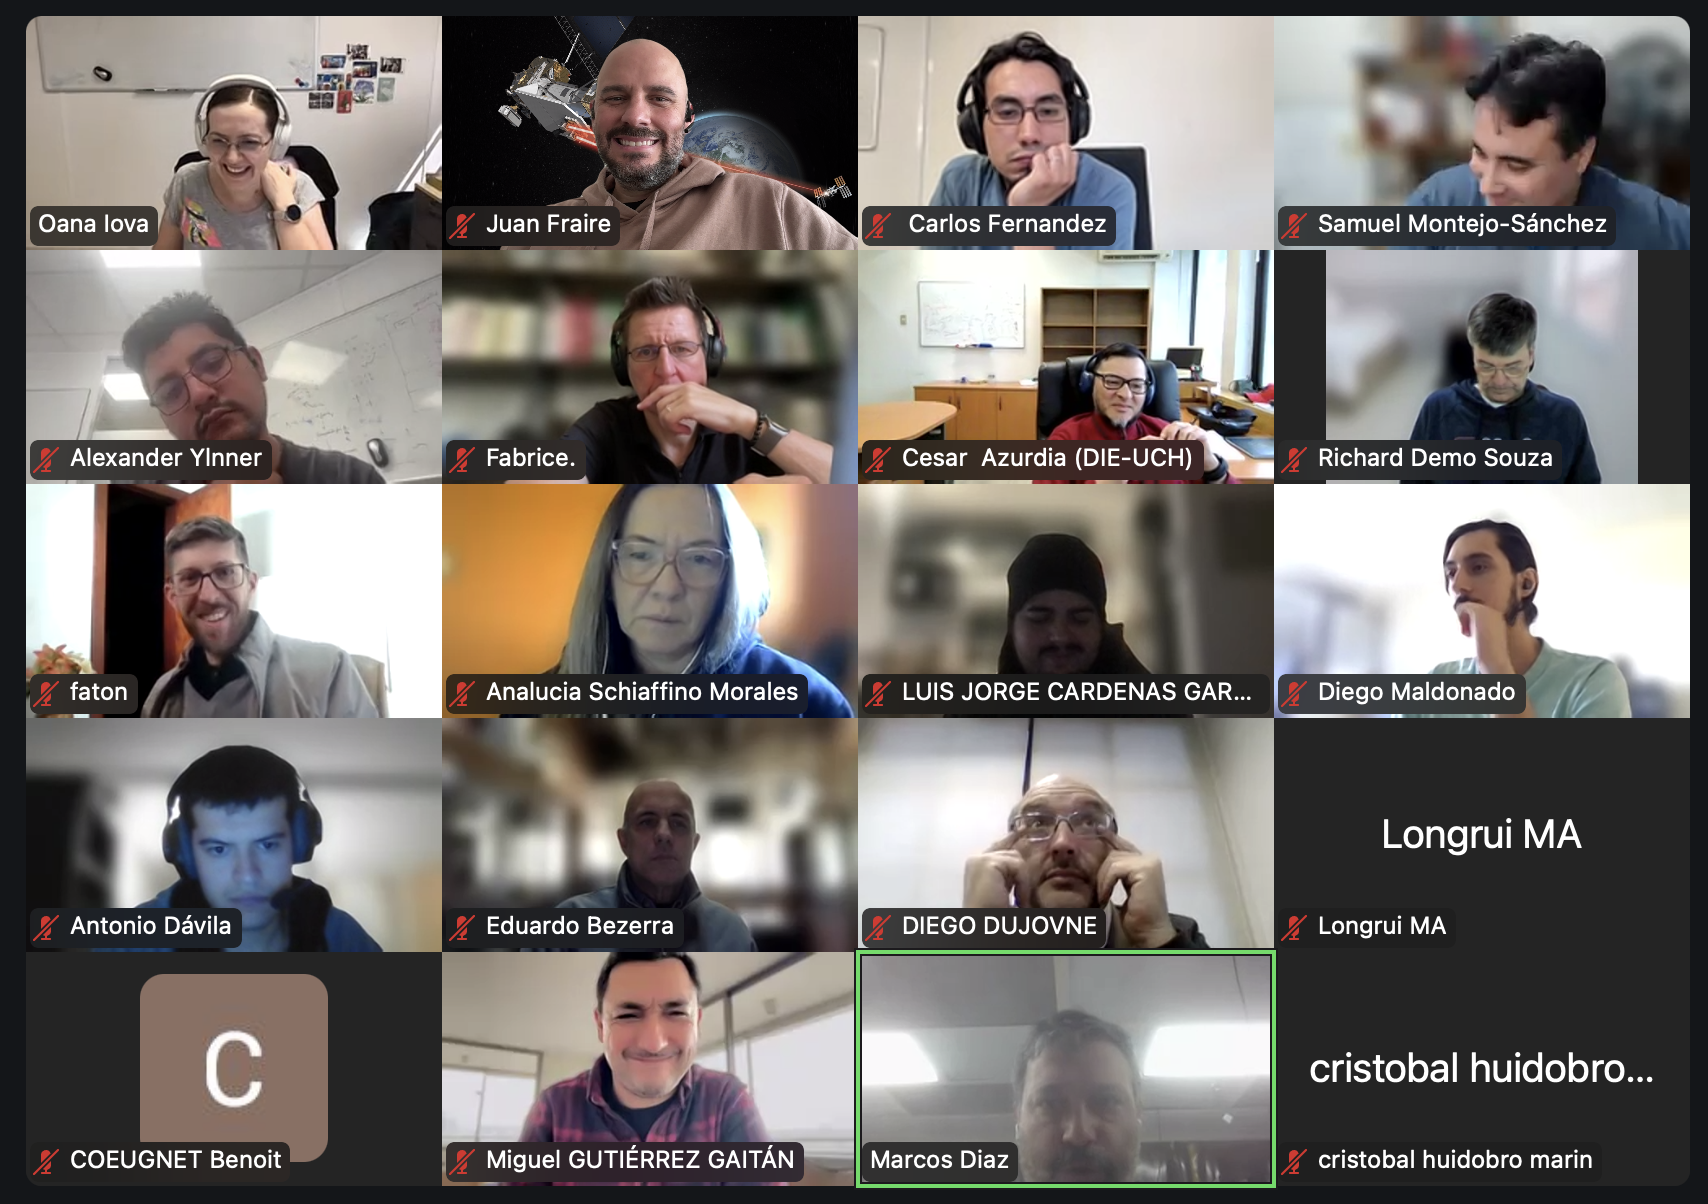 Oana Iova
Juan Fraire
Carlos Fernandez
Samuel Montejo-Sánchez
Alexander Ylnner
Fabrice.
Cesar Azurdia (DIE-UCH)
Richard Demo Souza
faton
Analucia Schiaffino Morales
LUIS JORGE CARDENAS GAR...
Diego Maldonado
Antonio Dávila
Eduardo Bezerra
DIEGO DUJOVNE
Longrui MA
Longrui MA
C
COEUGNET Benoit
Miguel GUTIÉRREZ GAITÁN
Marcos Diaz
cristobal huidobro...
cristobal huidobro marin